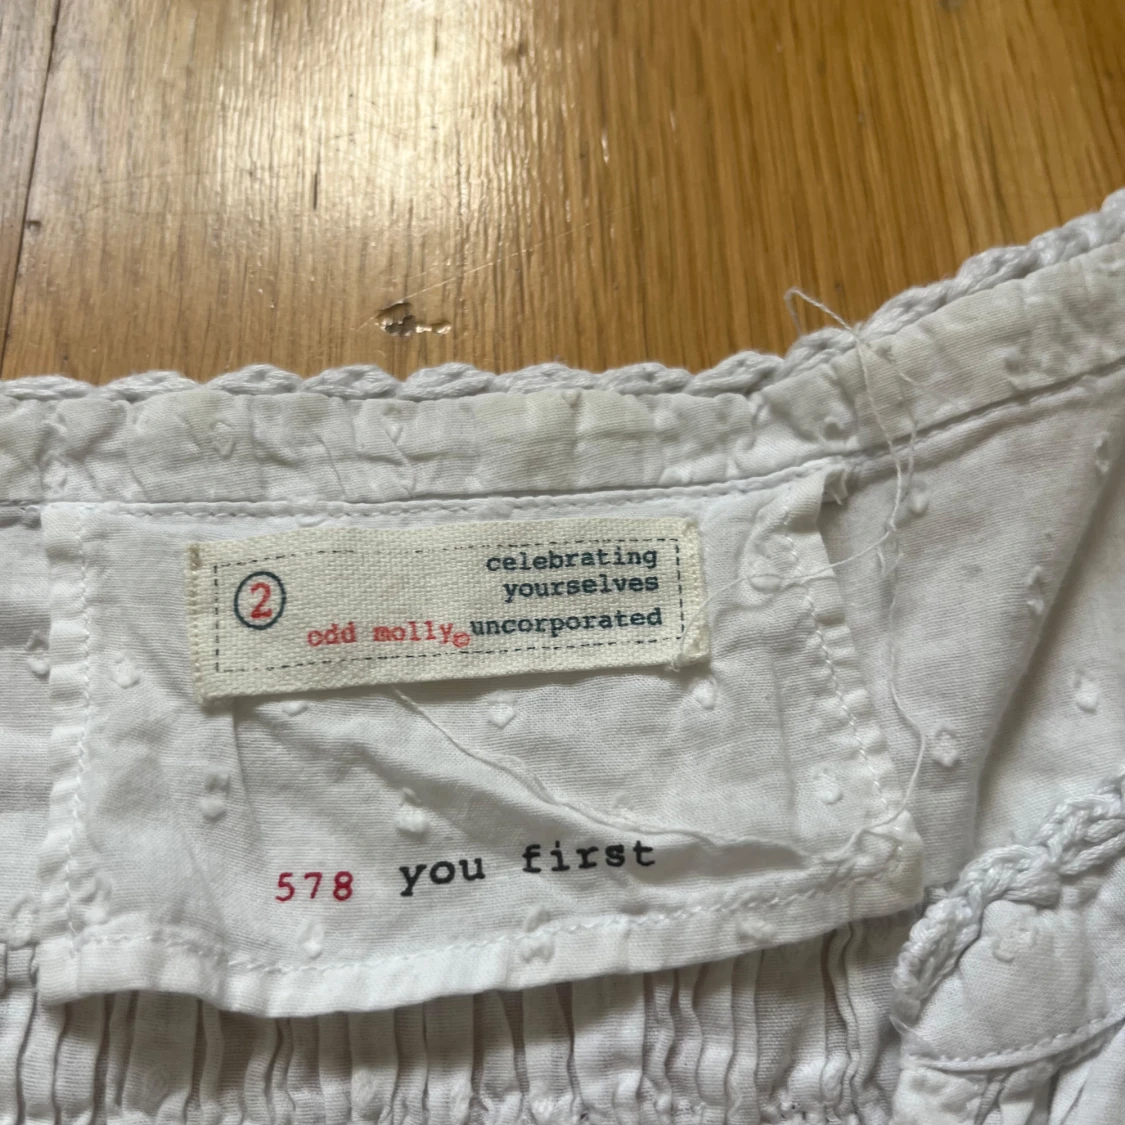 2
celebrating
yourselves
odd molly© uncorporated
578 you first